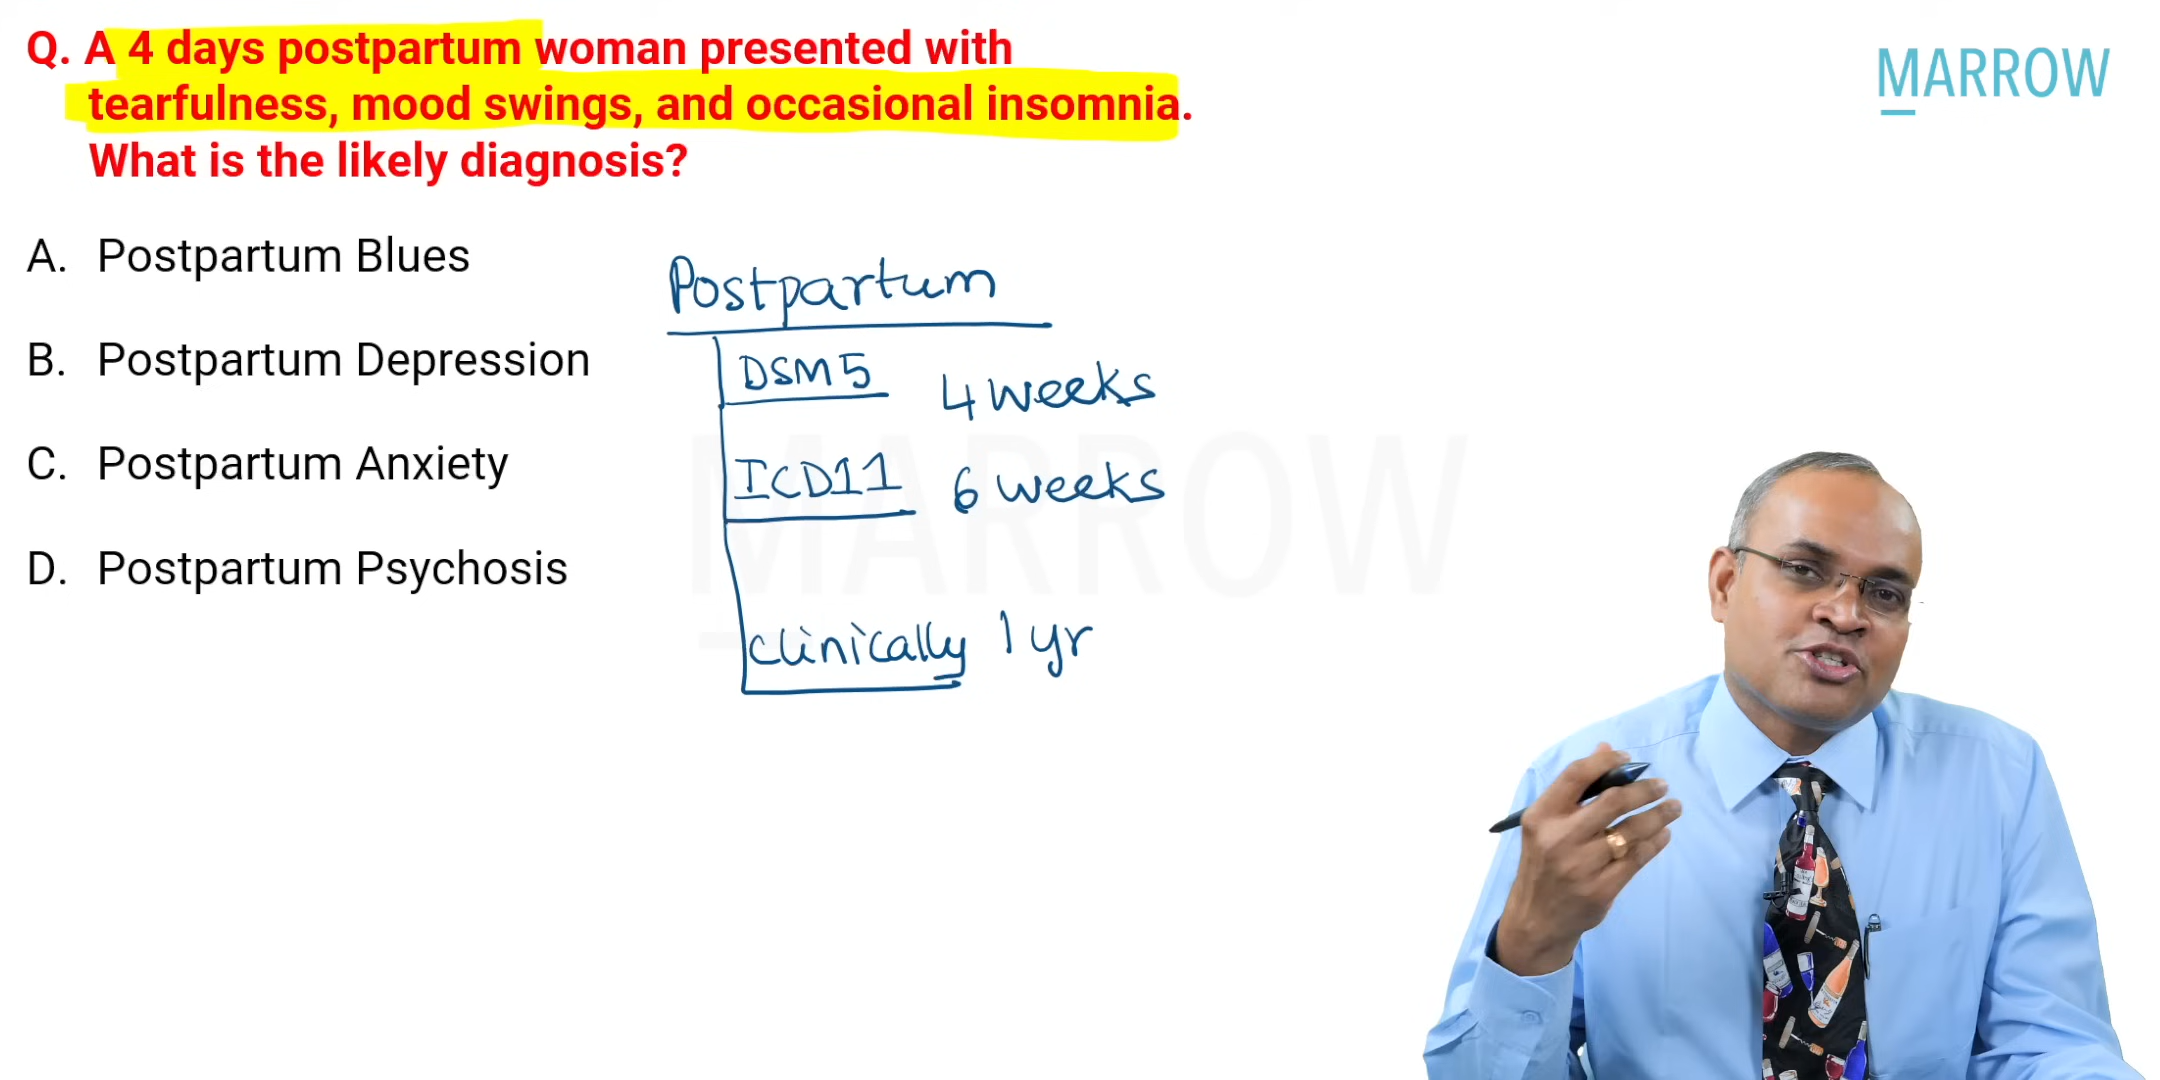 Q. A 4 days postpartum woman presented with
tearfulness, mood swings, and occasional insomnia.
What is the likely diagnosis?
MARROW
A. Postpartum Blues
B. Postpartum Depression
C. Postpartum Anxiety
D. Postpartum Psychosis
Postpartum
DSM5 4 weeks
ICD11 6 weeks
clinically 1 yr
MARROW